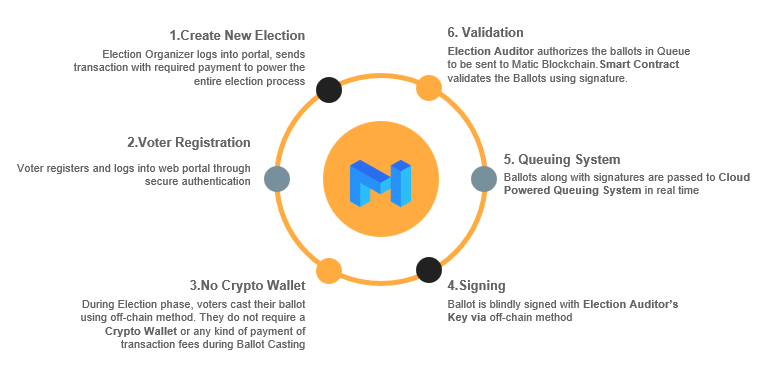 1.Create New Election
Election Organizer logs into portal, sends
transaction with required payment to power the
entire election process
2.Voter Registration
Voter registers and logs into web portal through
secure authentication
3.No Crypto Wallet
During Election phase, voters cast their ballot
using off-chain method. They do not require a
Crypto Wallet or any kind of payment of
transaction fees during Ballot Casting
4.Signing
Ballot is blindly signed with Election Auditor's
Key via off-chain method
5. Queuing System
Ballots along with signatures are passed to Cloud
Powered Queuing System in real time
6. Validation
Election Auditor authorizes the ballots in Queue
to be sent to Matic Blockchain. Smart Contract
validates the Ballots using signature.